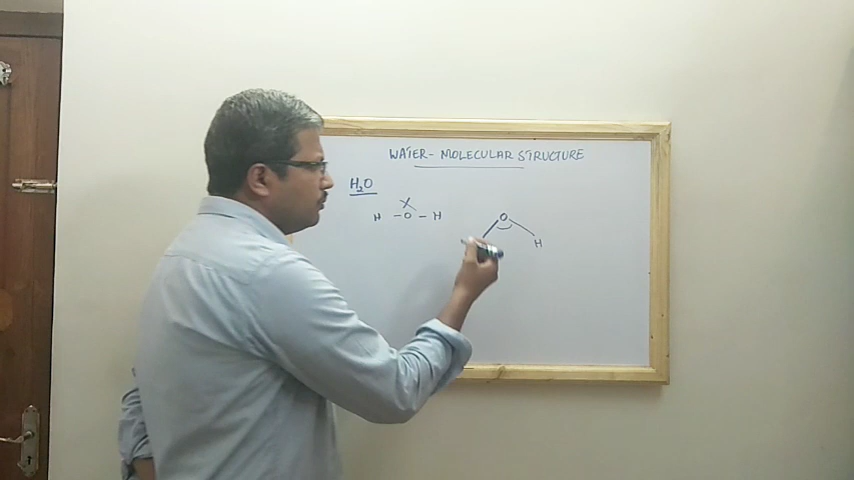 WATER- MOLECULAR STRUCTURE
H₂O
X
H - O - H
O
H